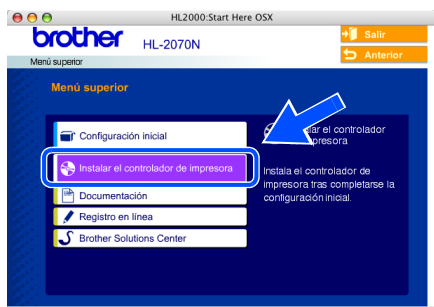 HL2000:Start Here OSX
brother
HL-2070N
Salir
Anterior
Menú superior
Menú superior
Configuración inicial
Instalar el controlador de impresora
Documentación
Registro en línea
Brother Solutions Center
ar el controlador
presora
Instala el controlador de
impresora tras completarse la
configuración inicial.